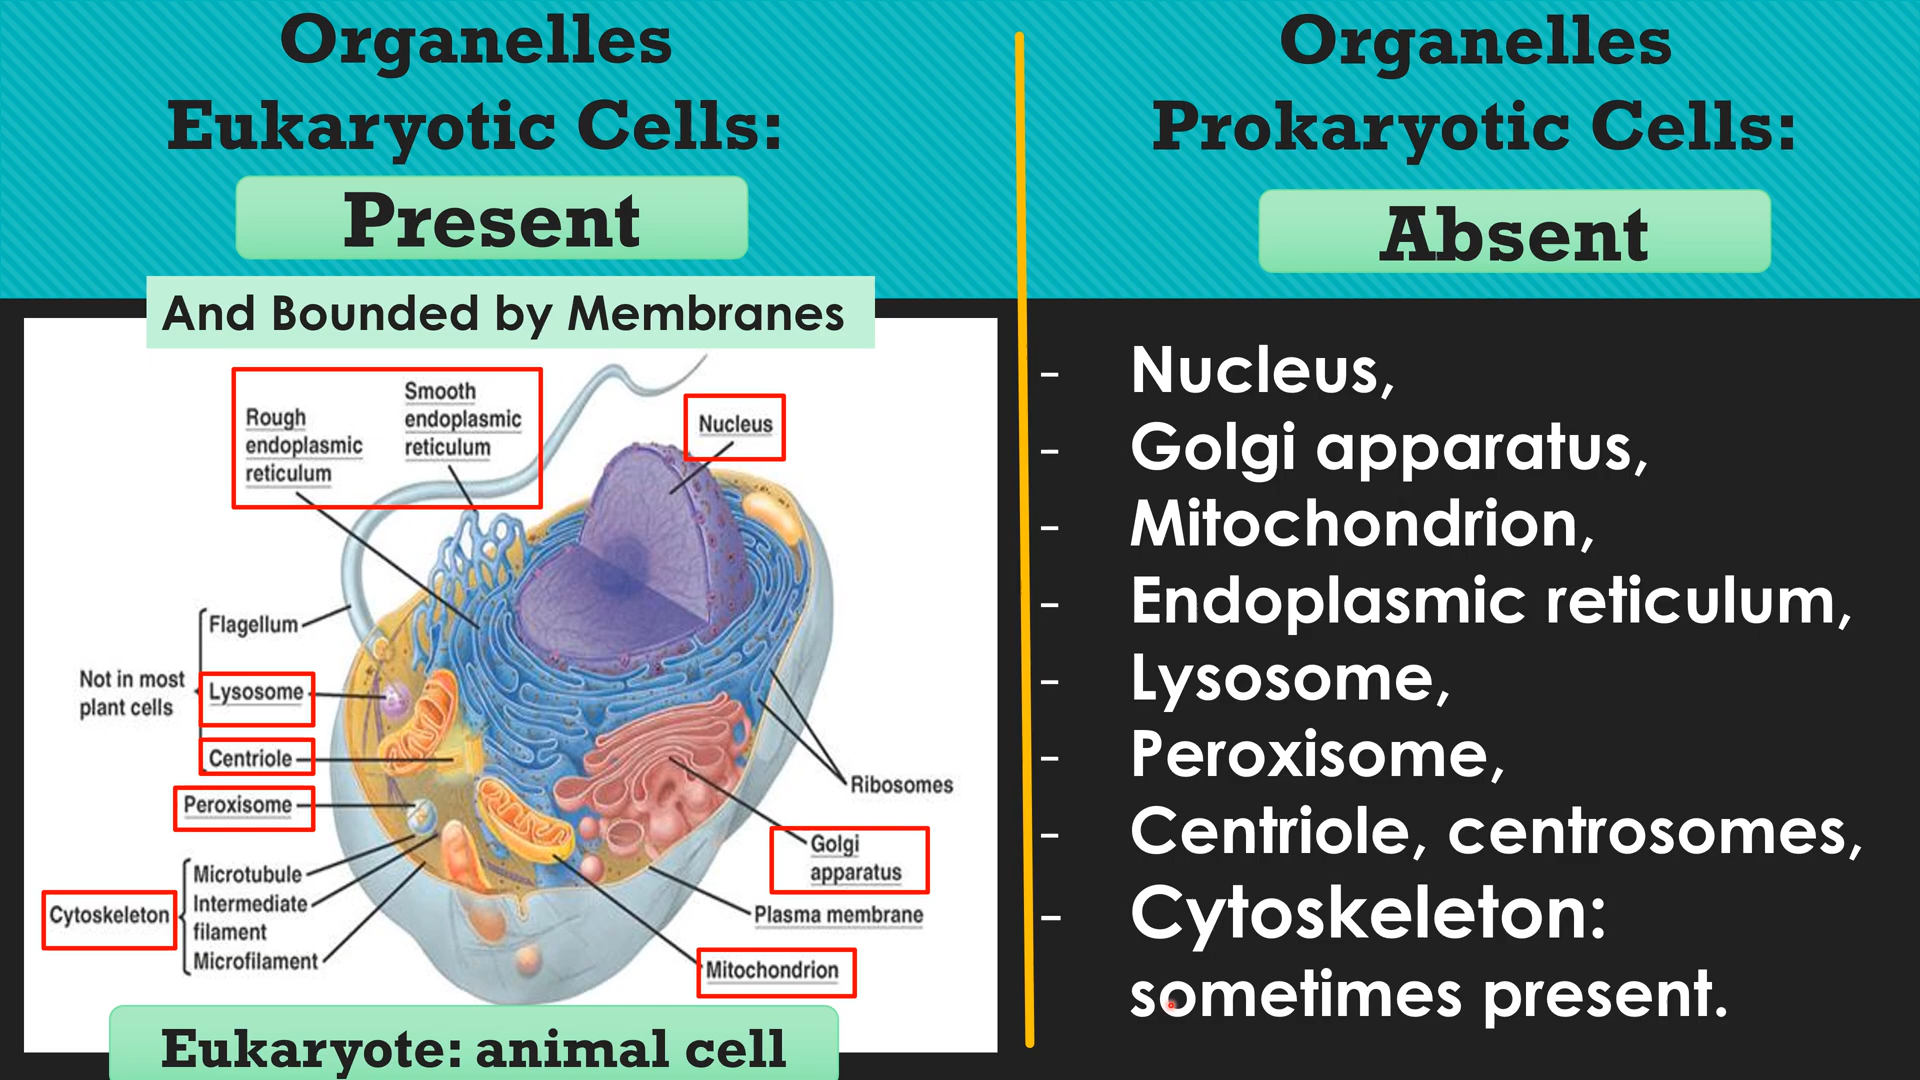 Organelles
Eukaryotic Cells:
Present
And Bounded by Membranes
Rough
endoplasmic
reticulum
Smooth
endoplasmic
reticulum
Nucleus
Flagellum
Not in most
plant cells
Lysosome
Centriole
Peroxisome
Cytoskeleton
Microtubule
Intermediate
filament
Microfilament
Ribosomes
Golgi
apparatus
Plasma membrane
Mitochondrion
Eukaryote: animal cell
Organelles
Prokaryotic Cells:
Absent
- Nucleus,
- Golgi apparatus,
- Mitochondrion,
- Endoplasmic reticulum,
- Lysosome,
- Peroxisome,
- Centriole, centrosomes,
- Cytoskeleton:
sometimes present.